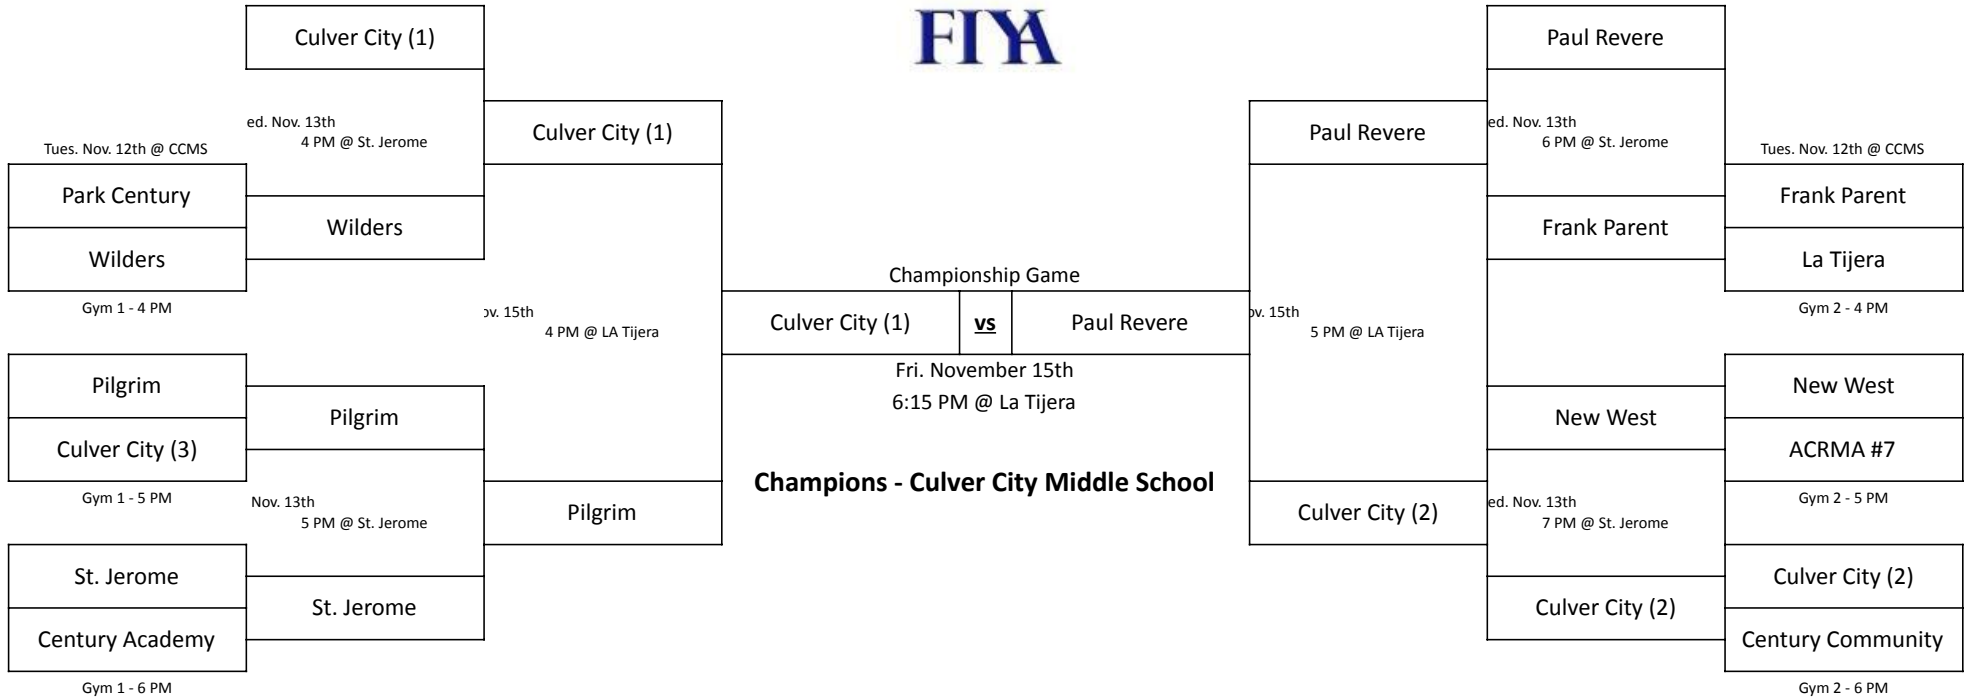 FIYA
Culver City (1)
ed. Nov. 13th
4 PM @ St. Jerome
Culver City (1)
Tues. Nov. 12th @ CCMS
Park Century
Wilders
Wilders
Gym 1 - 4 PM
ov. 15th
4 PM @ LA Tijera
Pilgrim
Culver City (3)
Pilgrim
Gym 1 - 5 PM
Nov. 13th
5 PM @ St. Jerome
Pilgrim
St. Jerome
Century Academy
St. Jerome
Gym 1 - 6 PM
Championship Game
Culver City (1) vs Paul Revere
Fri. November 15th
6:15 PM @ La Tijera
Champions - Culver City Middle School
Paul Revere
Paul Revere
ed. Nov. 13th
6 PM @ St. Jerome
Tues. Nov. 12th @ CCMS
Frank Parent
Frank Parent
La Tijera
Gym 2 - 4 PM
ov. 15th
5 PM @ LA Tijera
New West
New West
ACRMA #7
Gym 2 - 5 PM
Culver City (2)
ed. Nov. 13th
7 PM @ St. Jerome
Culver City (2)
Culver City (2)
Century Community
Gym 2 - 6 PM